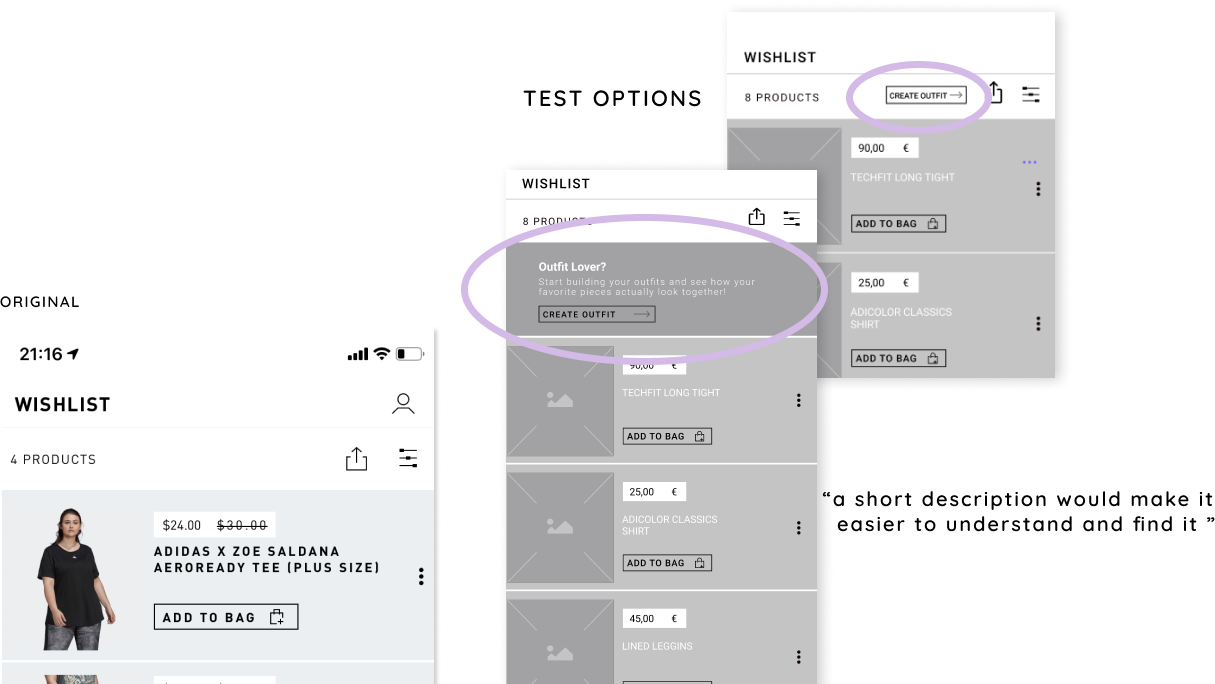 TEST OPTIONS
WISHLIST
8 PRODUCTS
CREATE OUTFIT
90,00 €
TECHFIT LONG TIGHT
ADD TO BAG
25,00 €
ADICOLOR CLASSICS
SHIRT
ADD TO BAG
WISHLIST
8 PRODUCTS
Outfit Lover?
Start building your outfits and see how your
favorite pieces actually look together!
CREATE OUTFIT
90,00 €
TECHFIT LONG TIGHT
ADD TO BAG
25,00 €
ADICOLOR CLASSICS
SHIRT
ADD TO BAG
45,00 €
LINED LEGGINS
ORIGINAL
21:16
WISHLIST
4 PRODUCTS
$24.00 $30.00
ADIDAS X ZOE SALDANA
AEROREADY TEE (PLUS SIZE)
ADD TO BAG
“a short description would make it
easier to understand and find it ”